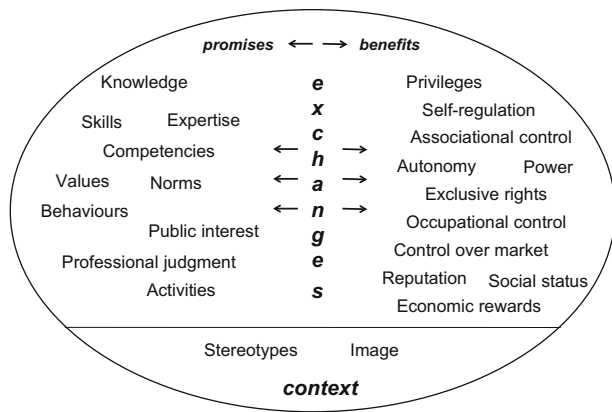 promises ←→ benefits
Knowledge
Skills Expertise
Competencies
Values Norms
Behaviours
Public interest
Professional judgment
Activities
e
x
c
h
a
n
g
e
s
Privileges
Self-regulation
Associational control
Autonomy Power
Exclusive rights
Occupational control
Control over market
Reputation Social status
Economic rewards
Stereotypes Image
context